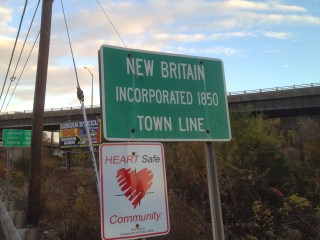 NEW BRITAIN
INCORPORATED 1850
TOWN LINE
HEART Safe
Community.